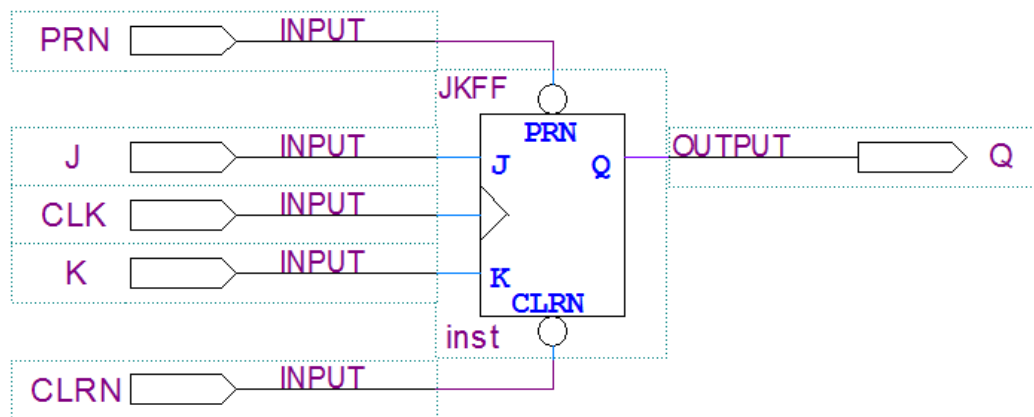 PRN INPUT
JKFF
PRN
J INPUT J Q OUTPUT Q
CLK INPUT
K INPUT K
CLRN
inst
CLRN INPUT